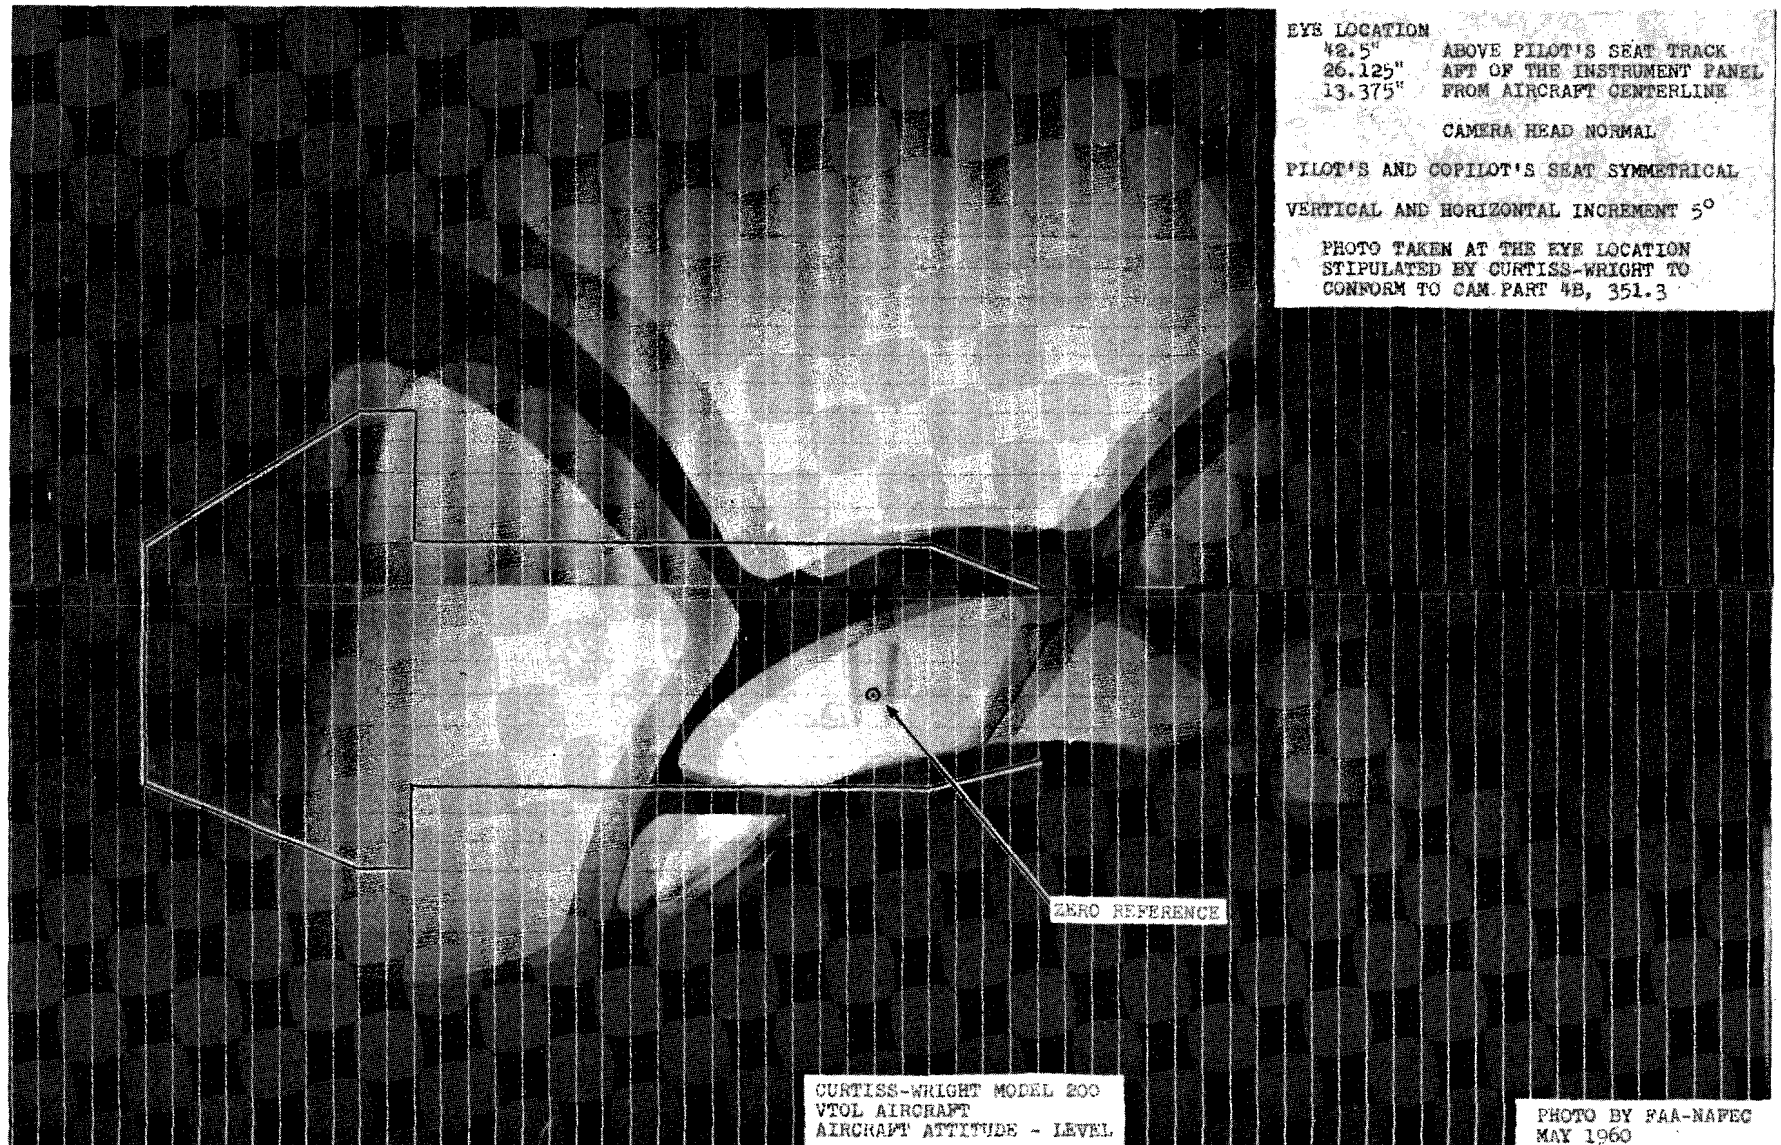 EYE LOCATION
42.5" ABOVE PILOT'S SEAT TRACK
26.125" AFT OF THE INSTRUMENT PANEL
13.375" FROM AIRCRAFT CENTERLINE
CAMERA HEAD NORMAL
PILOT'S AND COPILOT'S SEAT SYMMETRICAL
VERTICAL AND HORIZONTAL INCREMENT 5°
PHOTO TAKEN AT THE EYE LOCATION
STIPULATED BY CURTISS-WRIGHT TO
CONFORM TO CAM PART 4B, 351.3
ZERO REFERENCE
CURTISS-WRIGHT MODEL 200
VTOL AIRCRAFT
AIRCRAFT ATTITUDE - LEVEL
PHOTO BY FAA-NAFEC
MAY 1960